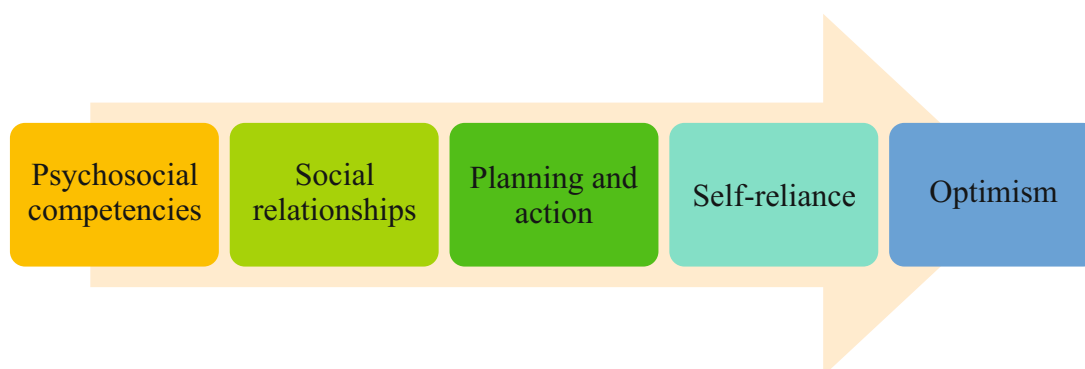 Psychosocial
competencies
Social
relationships
Planning and
action
Self-reliance
Optimism